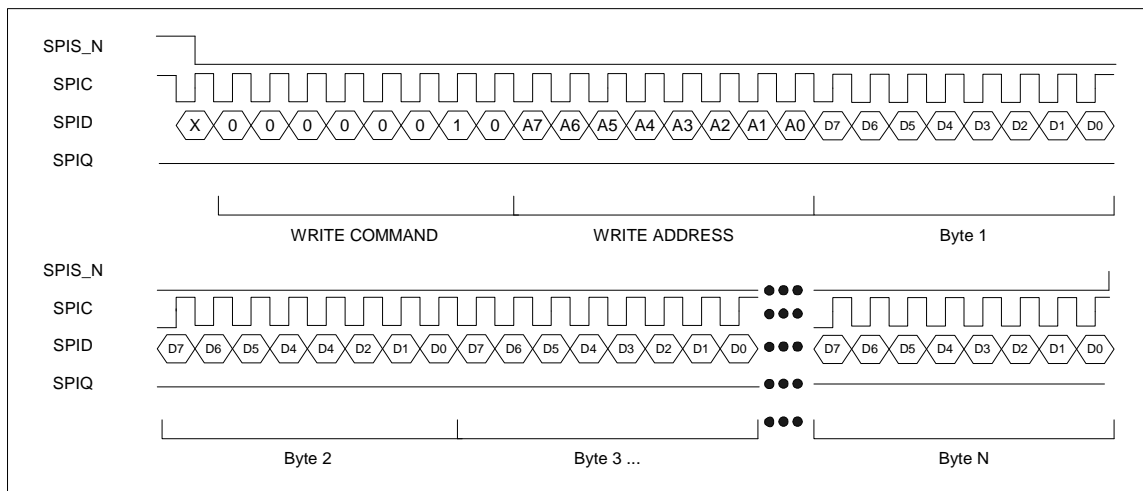 SPIS_N
SPIC
SPID X 0 0 0 0 0 0 1 0 A7 A6 A5 A4 A3 A2 A1 A0 D7 D6 D5 D4 D3 D2 D1 D0
SPIQ
WRITE COMMAND WRITE ADDRESS Byte 1
SPIS_N
SPIC
SPID D7 D6 D5 D4 D4 D2 D1 D0 D7 D6 D5 D4 D3 D2 D1 D0 D7 D6 D5 D4 D3 D2 D1 D0
SPIQ
Byte 2 Byte 3 ... Byte N